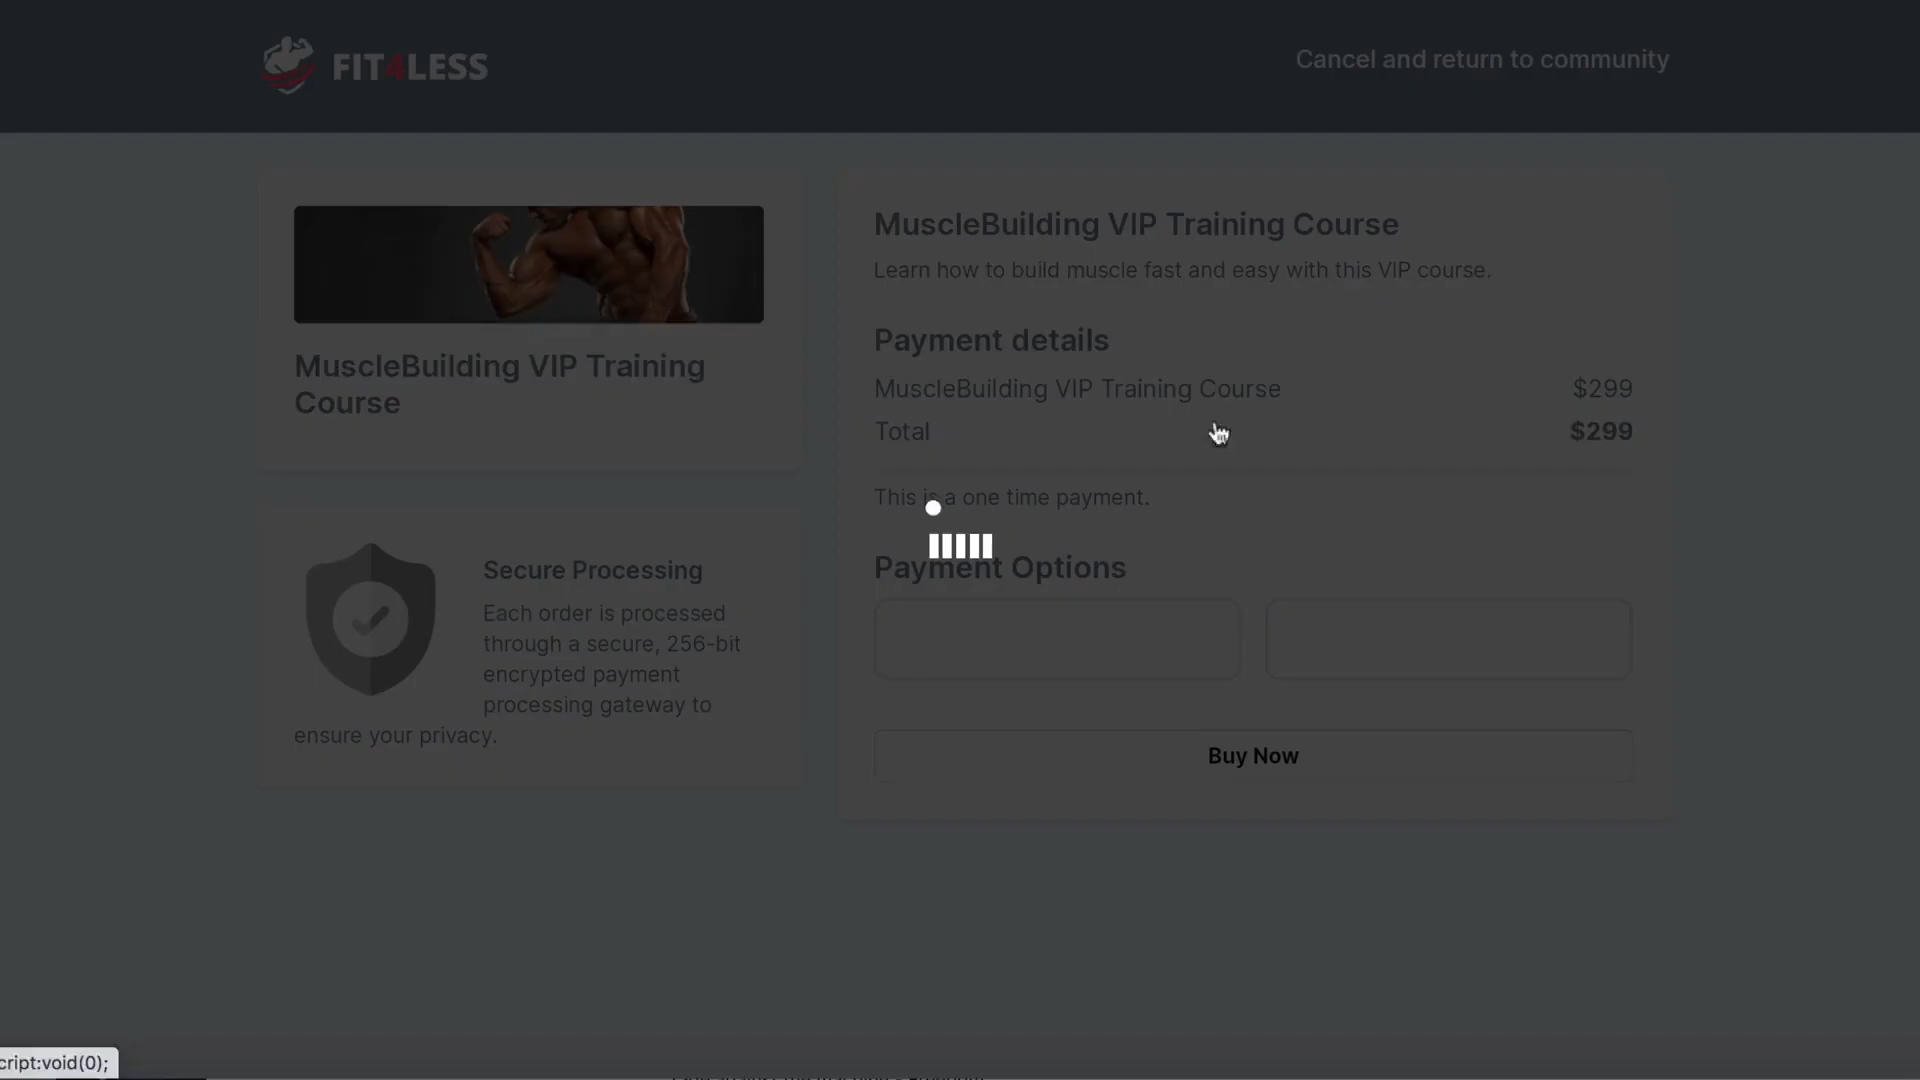 FIT4LESS
Cancel and return to community
MuscleBuilding VIP Training
Course
Secure Processing
Each order is processed
through a secure, 256-bit
encrypted payment
processing gateway to
ensure your privacy.
MuscleBuilding VIP Training Course
Learn how to build muscle fast and easy with this VIP course.
Payment details
MuscleBuilding VIP Training Course $299
Total $299
This is a one time payment.
Payment Options
Buy Now
cript:void(0);